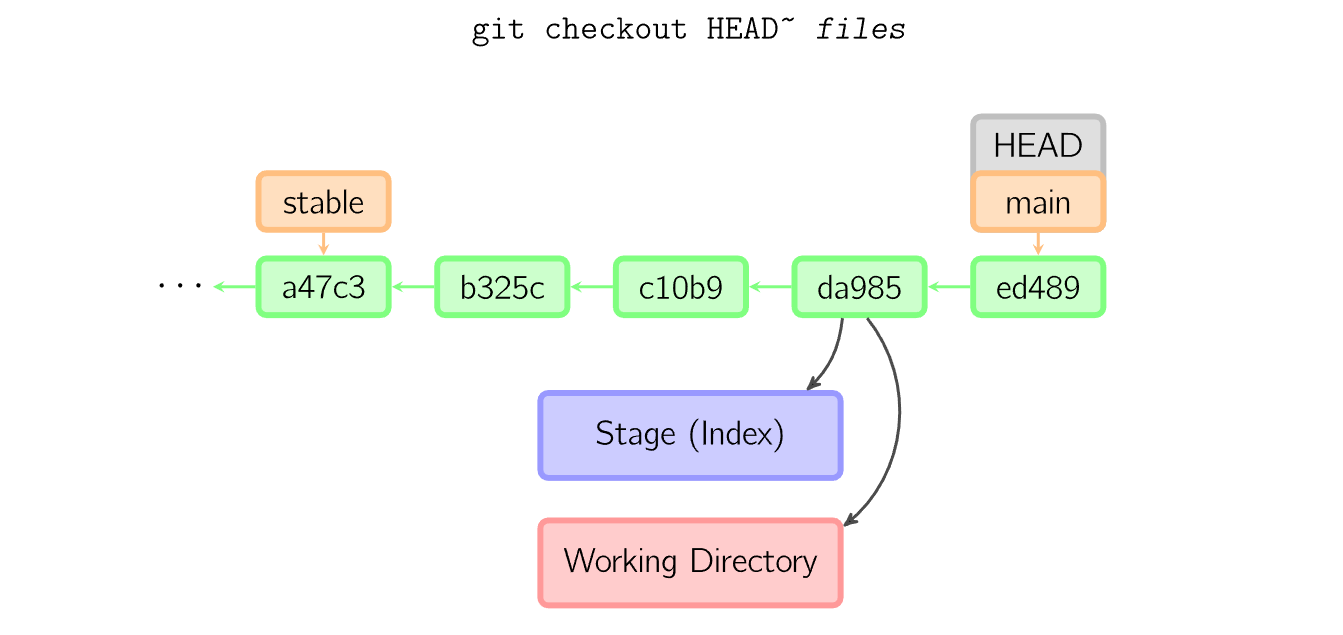 git checkout HEAD~ files
HEAD
stable
main
... a47c3 b325c c10b9 da985 ed489
Stage (Index)
Working Directory